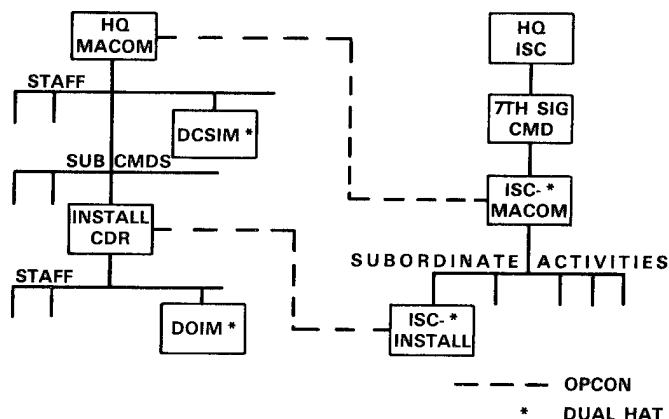 HQ
MACOM
STAFF
DCSIM *
SUB CMDS
INSTALL
CDR
STAFF
DOIM *
HQ
ISC
7TH SIG
CMD
ISC- *
MACOM
SUBORDINATE ACTIVITIES
ISC- *
INSTALL
OPCON
* DUAL HAT